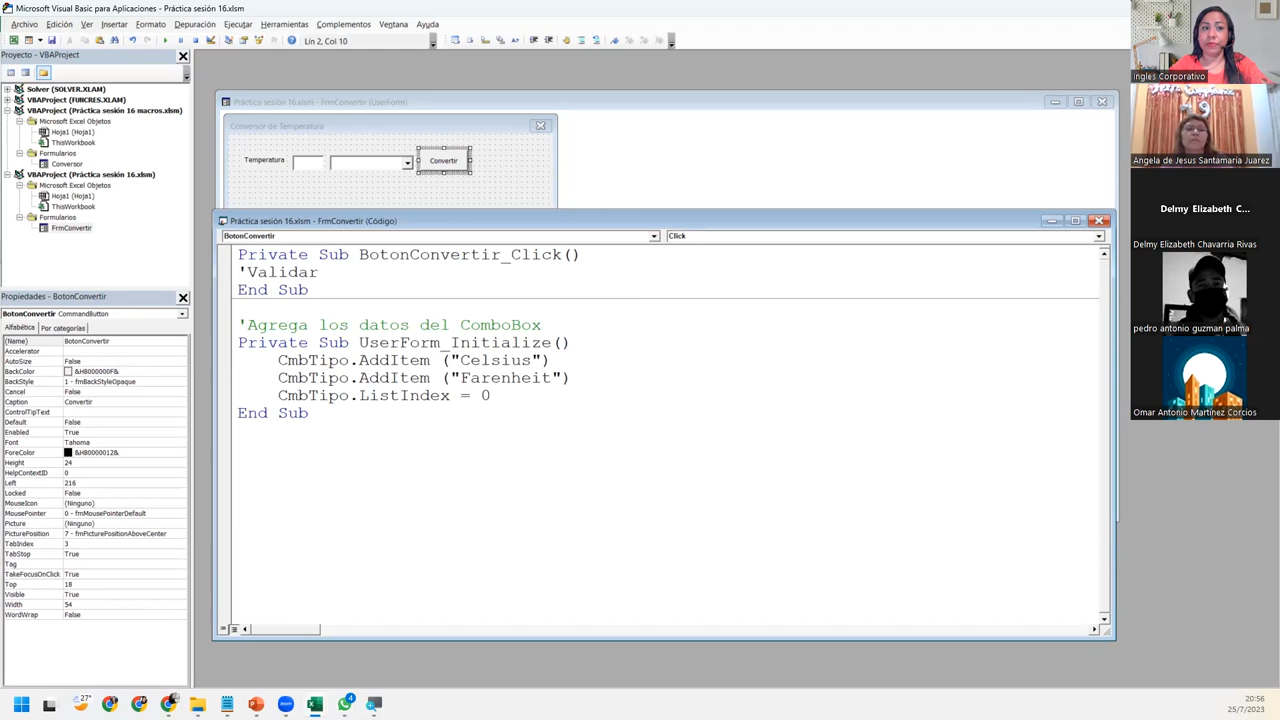 Microsoft Visual Basic para Aplicaciones - Práctica sesión 16.xlsm
Archivo Edición Ver Insertar Formato Depuración Ejecutar Herramientas Complementos Ventana Ayuda
Lín 2, Col 10
Proyecto - VBAProject
Solver (SOLVER.XLAM)
VBAProject (FUNCRES.XLAM)
VBAProject (Práctica sesión 16 macros.xlsm)
Microsoft Excel Objetos
Hoja1 (Hoja1)
ThisWorkbook
Formularios
Conversor
VBAProject (Práctica sesión 16.xlsm)
Microsoft Excel Objetos
Hoja1 (Hoja1)
ThisWorkbook
Formularios
FrmConvertir
Propiedades - BotonConvertir
BotonConvertir CommandButton
Alfabética Por categorías
(Name) BotonConvertir
Accelerator
AutoSize False
BackColor &H8000000F&
BackStyle 1 - fmBackStyleOpaque
Cancel False
Caption Convertir
ControlTipText
Default False
Enabled True
Font Tahoma
ForeColor &H80000012&
Height 24
HelpContextID 0
Left 216
Locked False
MouseIcon (Ninguno)
MousePointer 0 - fmMousePointerDefault
Picture (Ninguno)
PicturePosition 7 - fmPicturePositionAboveCenter
TabIndex 3
TabStop True
Tag
TakeFocusOnClick True
Top 18
Visible True
Width 54
WordWrap False
Práctica sesión 16.xlsm - FrmConvertir (UserForm)
Conversor de Temperatura
Temperatura Convertir
Práctica sesión 16.xlsm - FrmConvertir (Código)
BotonConvertir Click
Private Sub BotonConvertir_Click()
'Validar
End Sub
'Agrega los datos del ComboBox
Private Sub UserForm_Initialize()
CmbTipo.AddItem ("Celsius")
CmbTipo.AddItem ("Farenheit")
CmbTipo.ListIndex = 0
End Sub
Ingles Corporativo
Angela de Jesus Santamaria Juarez
Delmy Elizabeth C...
Delmy Elizabeth Chavarria Rivas
pedro antonio guzman palma
Omar Antonio Martínez Corcios
27°
4
20:56
25/7/2023